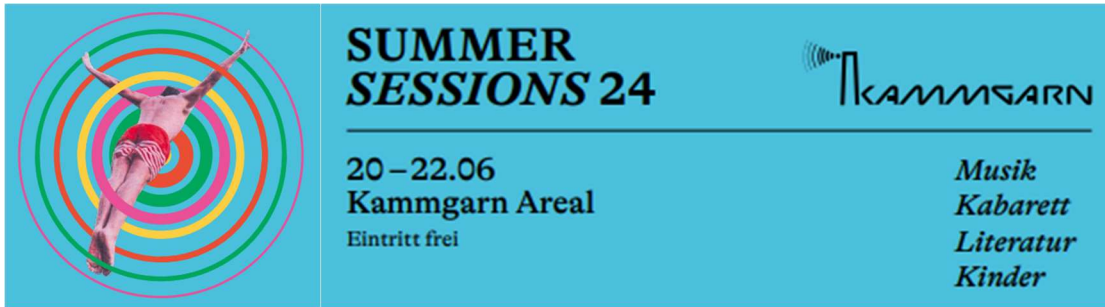 SUMMER
SESSIONS 24
KAMMGARN
20–22.06
Kammgarn Areal
Eintritt frei
Musik
Kabarett
Literatur
Kinder